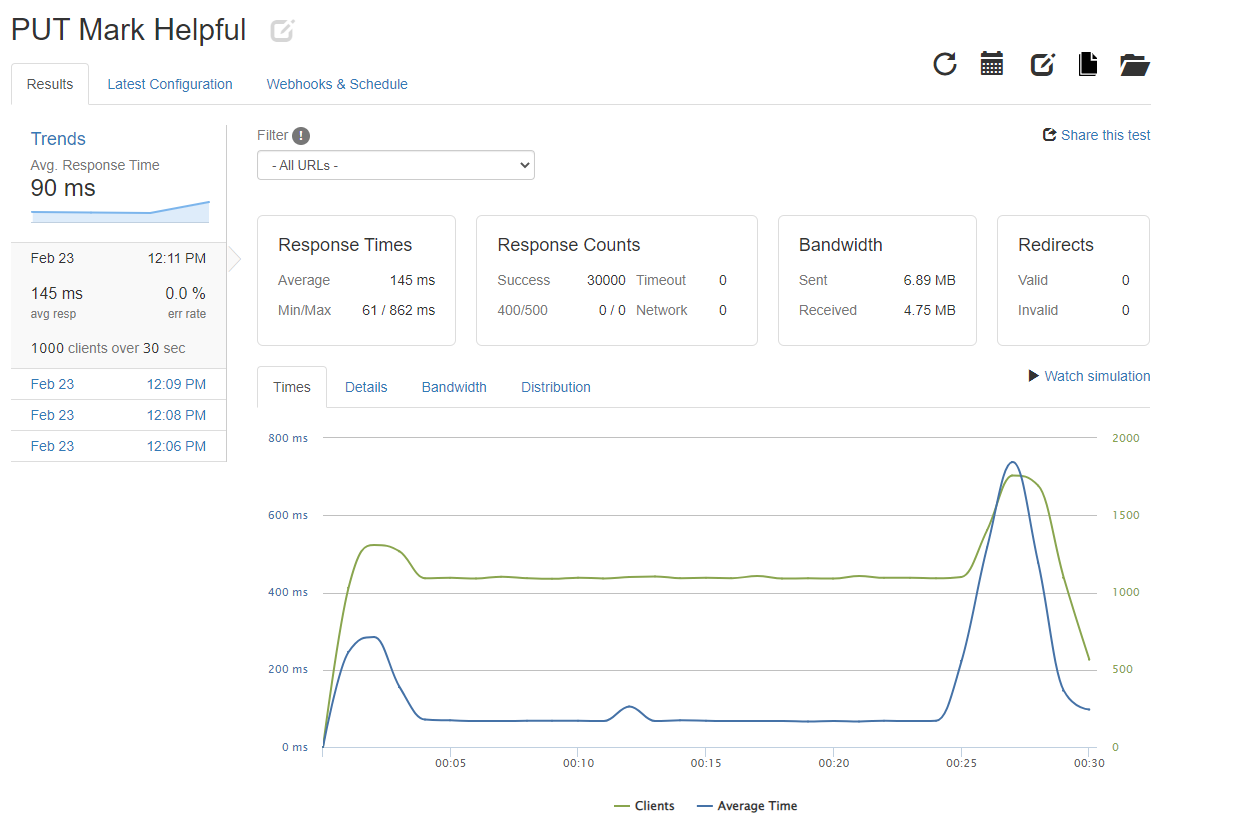 PUT Mark Helpful
Results
Latest Configuration
Webhooks & Schedule
Trends
Avg. Response Time
90 ms
Feb 23 12:11 PM
145 ms 0.0 %
avg resp err rate
1000 clients over 30 sec
Feb 23 12:09 PM
Feb 23 12:08 PM
Feb 23 12:06 PM
Filter !
Share this test
- All URLs -
Response Times
Average 145 ms
Min/Max 61 / 862 ms
Response Counts
Success 30000 Timeout 0
400/500 0 / 0 Network 0
Bandwidth
Sent 6.89 MB
Received 4.75 MB
Redirects
Valid 0
Invalid 0
Times
Details
Bandwidth
Distribution
Watch simulation
800 ms 2000
600 ms 1500
400 ms 1000
200 ms 500
0 ms 0
00:05 00:10 00:15 00:20 00:25 00:30
Clients Average Time